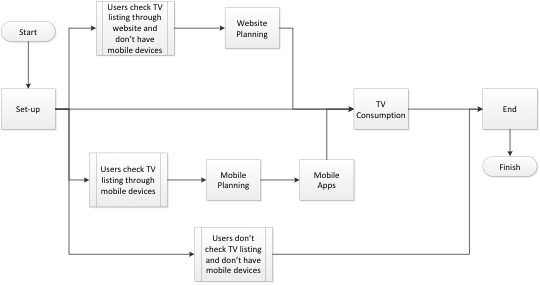 Start
Users check TV
listing through
website and
don't have
mobile devices
Website
Planning
Set-up
TV
Consumption
End
Users check TV
listing through
mobile devices
Mobile
Planning
Mobile
Apps
Finish
Users don't
check TV listing
and don't have
mobile devices